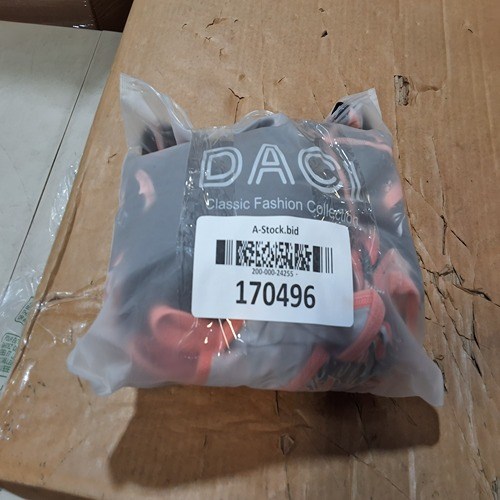 DACI
Classic Fashion Collection
A-Stock.bid
200-000-24255
170496